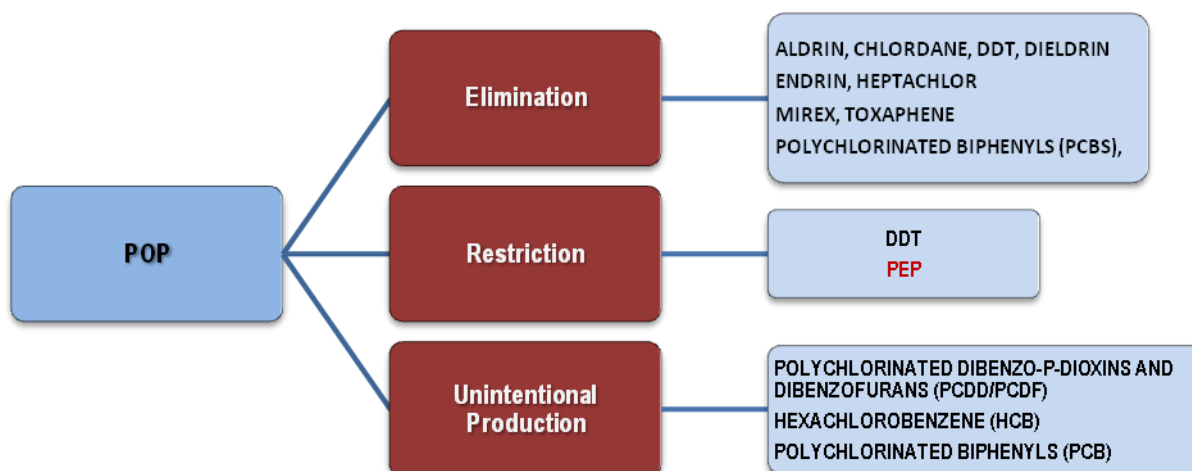 POP
Elimination
ALDRIN, CHLORDANE, DDT, DIELDRIN
ENDRIN, HEPTACHLOR
MIREX, TOXAPHENE
POLYCHLORINATED BIPHENYLS (PCBS),
Restriction
DDT
PEP
Unintentional
Production
POLYCHLORINATED DIBENZO-P-DIOXINS AND
DIBENZOFURANS (PCDD/PCDF)
HEXACHLOROBENZENE (HCB)
POLYCHLORINATED BIPHENYLS (PCB)